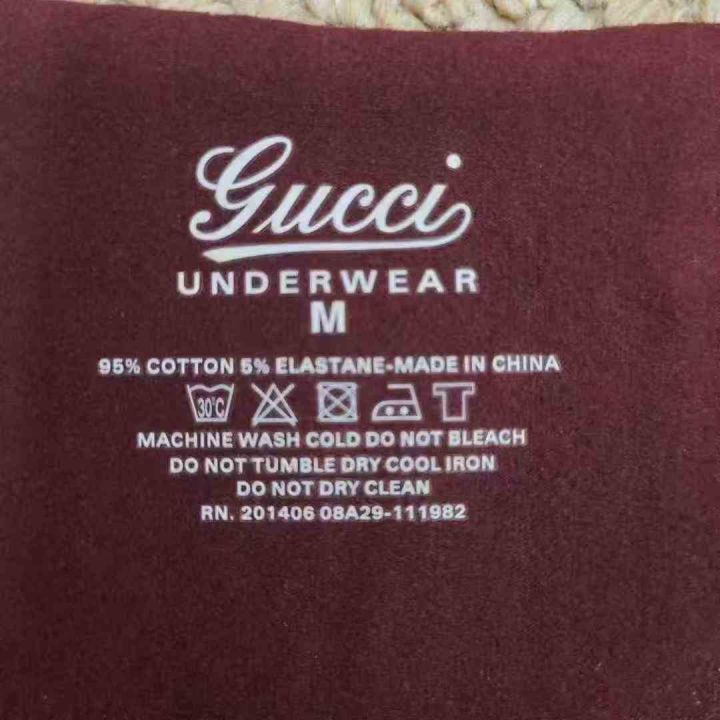 Gucci
UNDERWEAR
M
95% COTTON 5% ELASTANE-MADE IN CHINA
30°C
MACHINE WASH COLD DO NOT BLEACH
DO NOT TUMBLE DRY COOL IRON
DO NOT DRY CLEAN
RN. 201406 08A29-111982